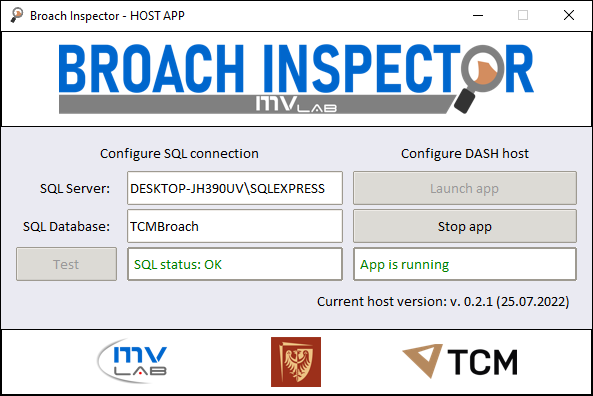 Broach Inspector - HOST APP
BROACH INSPECTOR
MV LAB
Configure SQL connection
Configure DASH host
SQL Server:
DESKTOP-JH390UV\SQLEXPRESS
Launch app
SQL Database:
TCMBroach
Stop app
Test
SQL status: OK
App is running
Current host version: v. 0.2.1 (25.07.2022)
MV
LAB
TCM